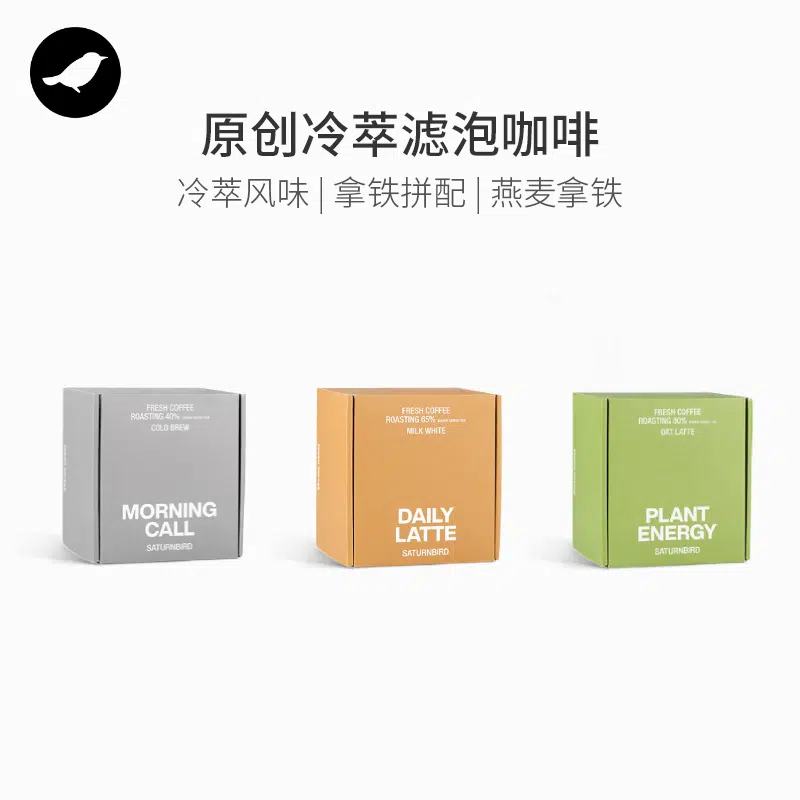 原创冷萃滤泡咖啡
冷萃风味 | 拿铁拼配 | 燕麦拿铁
FRESH COFFEE
ROASTING 40%
COLD BREW
MORNING
CALL
SATURNBIRD
FRESH COFFEE
ROASTING 65%
MILK WHITE
DAILY
LATTE
SATURNBIRD
FRESH COFFEE
ROASTING 90%
OAT LATTE
PLANT
ENERGY
SATURNBIRD